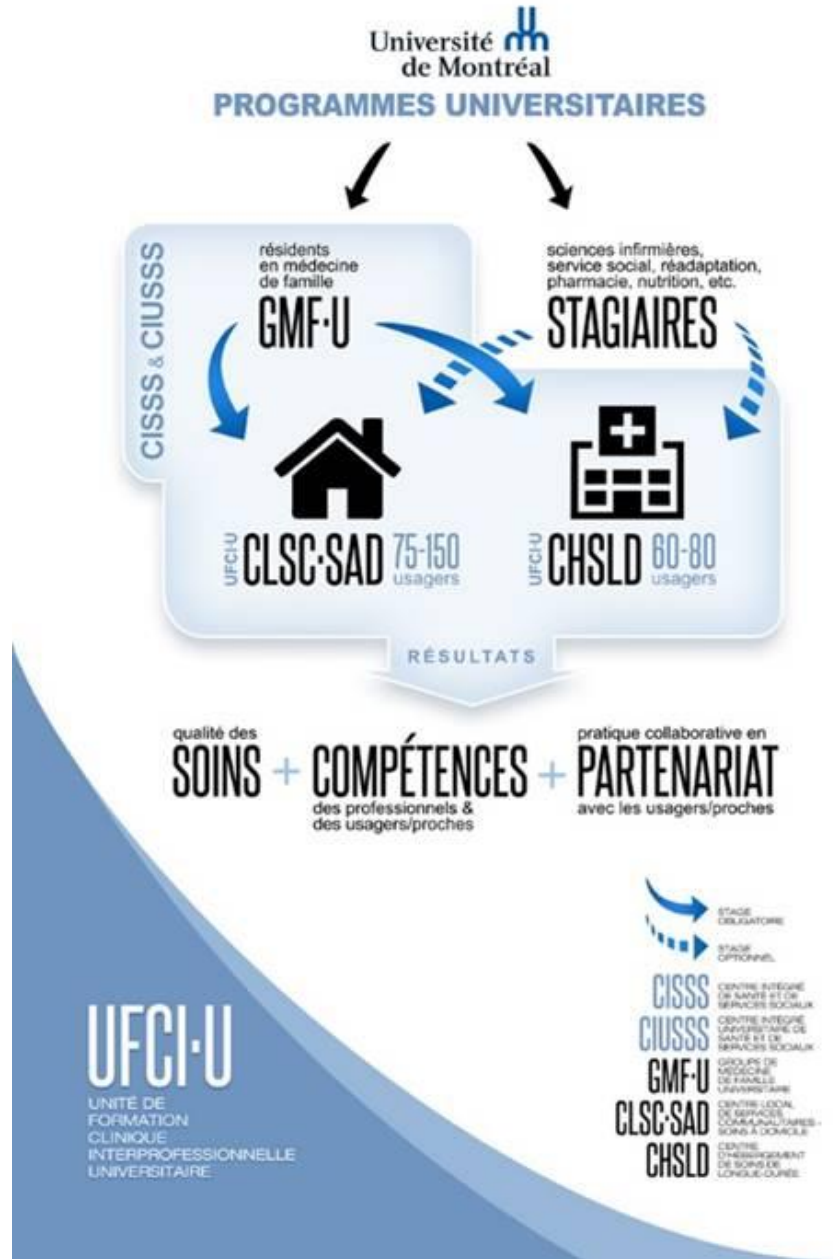 Université
de Montréal
PROGRAMMES UNIVERSITAIRES
CISSS & CIUSSS
résidents
en médecine
de famille
GMF·U
sciences infirmières,
service social, réadaptation,
pharmacie, nutrition, etc.
STAGIAIRES
UFCI·U
CLSC·SAD
75-150
usagers
UFCI·U
CHSLD
60-80
usagers
RÉSULTATS
qualité des
SOINS
+
COMPÉTENCES
des professionnels &
des usagers/proches
+
pratique collaborative en
PARTENARIAT
avec les usagers/proches
STAGE
OBLIGATOIRE
STAGE
OPTIONNEL
CISSS
CENTRE INTÉGRÉ
DE SANTÉ ET DE
SERVICES SOCIAUX
CIUSSS
CENTRE INTÉGRÉ
UNIVERSITAIRE DE
SANTÉ ET DE
SERVICES SOCIAUX
GMF·U
GROUPE DE
MÉDECINE
DE FAMILLE
UNIVERSITAIRE
CLSC·SAD
CENTRE LOCAL
DE SERVICES
COMMUNAUTAIRES -
SOINS À DOMICILE
CHSLD
CENTRE
D'HÉBERGEMENT
DE SOINS DE
LONGUE-DURÉE
UFCI·U
UNITÉ DE
FORMATION
CLINIQUE
INTERPROFESSIONNELLE
UNIVERSITAIRE